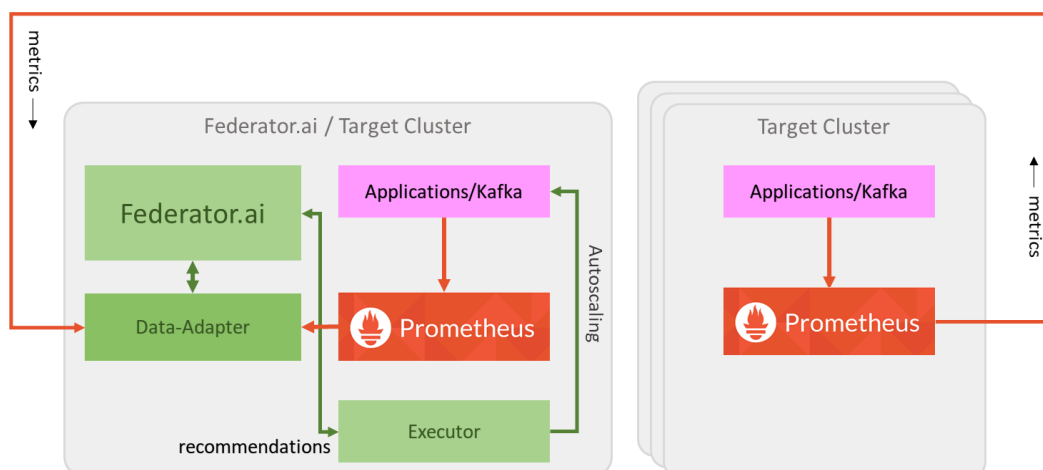 metrics
Federator.ai / Target Cluster
Federator.ai
Applications/Kafka
Autoscaling
Data-Adapter
Prometheus
recommendations
Executor
Target Cluster
Applications/Kafka
Prometheus
metrics